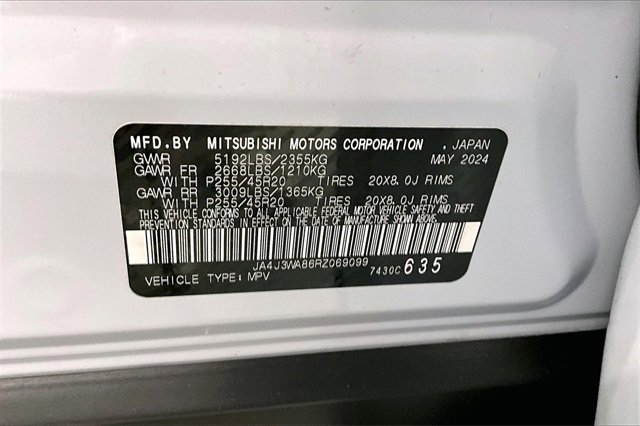 MFD.BY MITSUBISHI MOTORS CORPORATION . JAPAN
GVWR 5192LBS/2355KG MAY 2024
GAWR FR 2668LBS/1210KG
WITH P255/45R20 TIRES 20X8.0J RIMS
GAWR RR 3009LBS/1365KG
WITH P255/45R20 TIRES 20X8.0J RIMS
THIS VEHICLE CONFORMS TO ALL APPLICABLE FEDERAL MOTOR VEHICLE SAFETY AND
THEFT PREVENTION STANDARDS IN EFFECT ON THE DATE OF MANUFACTURE SHOWN ABOVE.
JA4J3WA86RZ069099
7430C 635
VEHICLE TYPE: MPV